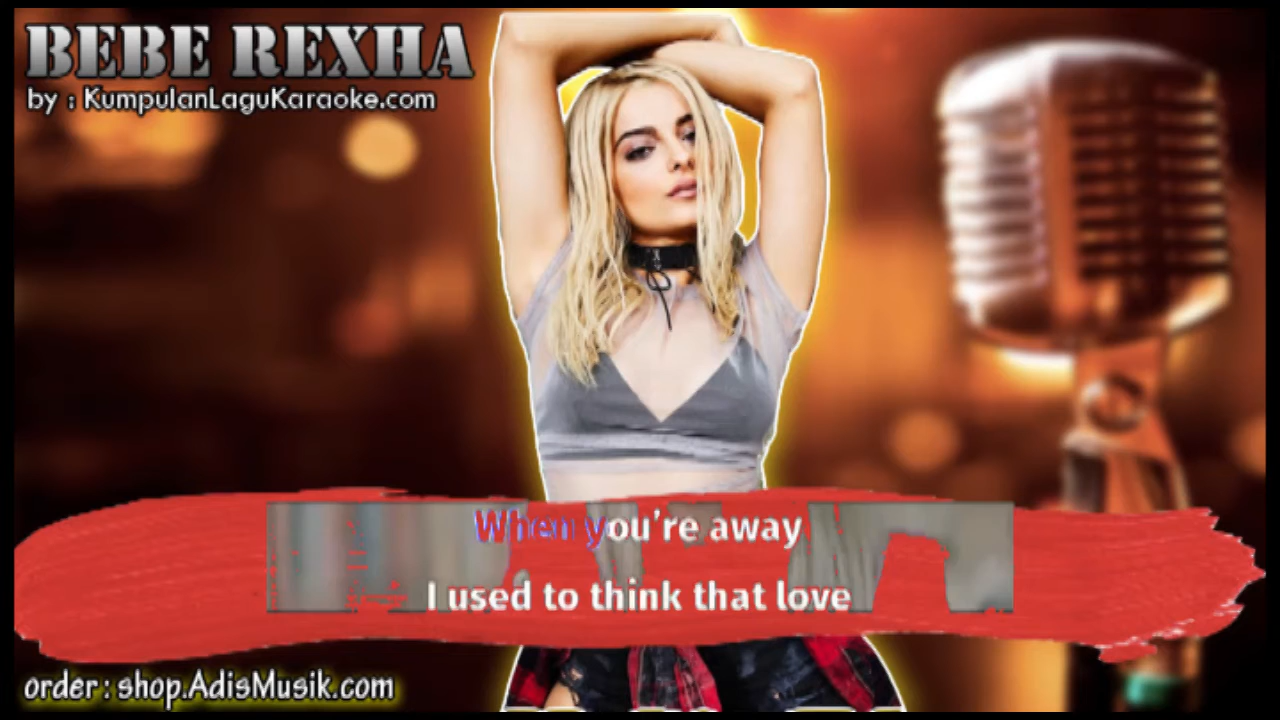 BEBE REXHA
by : KumpulanLaguKaraoke.com
When you're away
I used to think that love
order : shop.AdisMusik.com